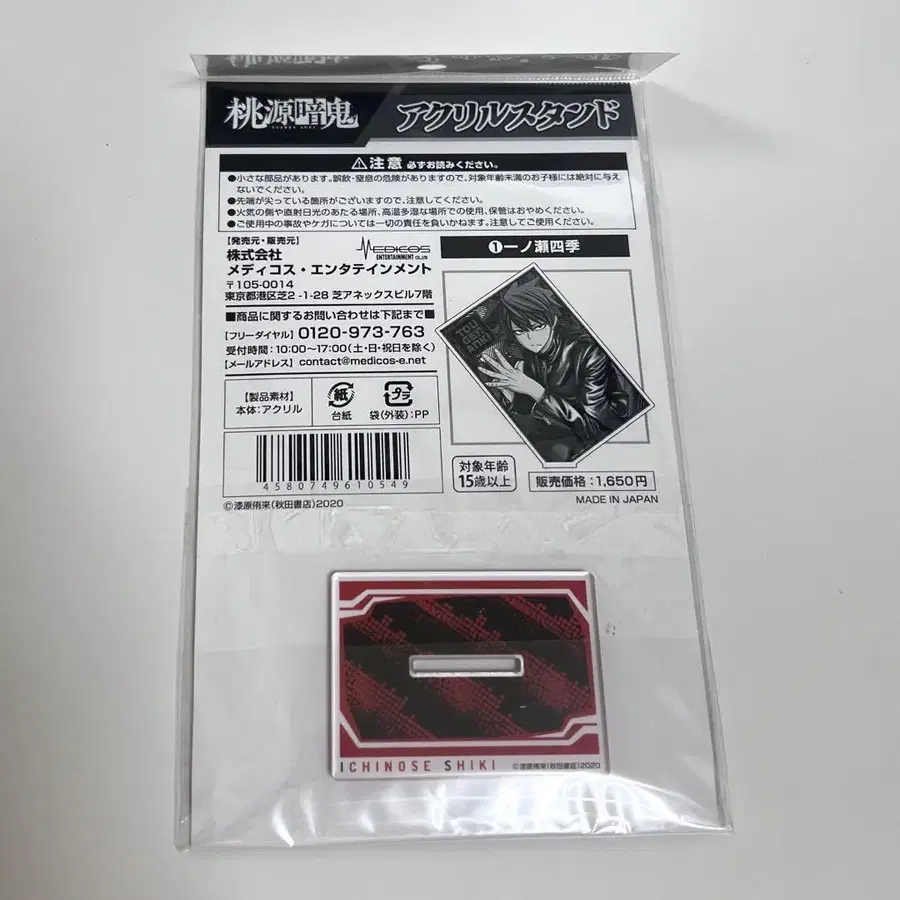 桃源暗鬼
TOUGEN ANKI
アクリルスタンド
⚠注意 必ずお読みください。
●小さな部品があります。誤飲・窒息の危険がありますので、対象年齢未満のお子様には絶対に与え
ないでください。
●先端が尖っている箇所がございますので、注意してください。
●火気の側や直射日光のあたる場所、高温多湿な場所での使用、保管はおやめください。
●ご使用中の事故やケガについては一切の責任を負いかねます。注意してご使用ください。
【発売元・販売元】
株式会社
メディコス・エンタテインメント
MEDICOS
ENTERTAINMENT CO.,LTD
〒105-0014
東京都港区芝2-1-28 芝アネックスビル7階
■商品に関するお問い合わせは下記まで■
【フリーダイヤル】0120-973-763
受付時間：10:00〜17:00(土・日・祝日を除く)
【メールアドレス】contact@medicos-e.net
【製品素材】
本体：アクリル
紙
台紙
プラ
袋(外装)：PP
4580749610549
©漆原侑来(秋田書店)2020
❶一ノ瀬四季
TOU
GEN
ANKI
対象年齢
15歳以上
販売価格：1,650円
MADE IN JAPAN
ICHINOSE SHIKI
©漆原侑来(秋田書店)2020